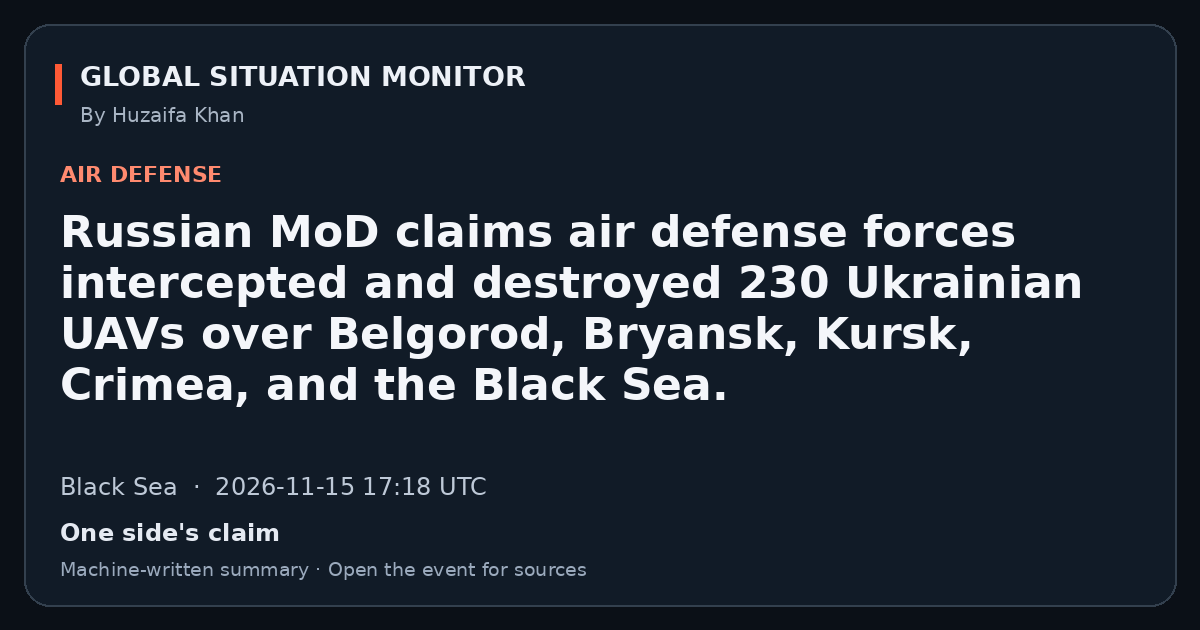 GLOBAL SITUATION MONITOR
By Huzaifa Khan
AIR DEFENSE
Russian MoD claims air defense forces
intercepted and destroyed 230 Ukrainian
UAVs over Belgorod, Bryansk, Kursk,
Crimea, and the Black Sea.
Black Sea · 2026-11-15 17:18 UTC
One side's claim
Machine-written summary · Open the event for sources